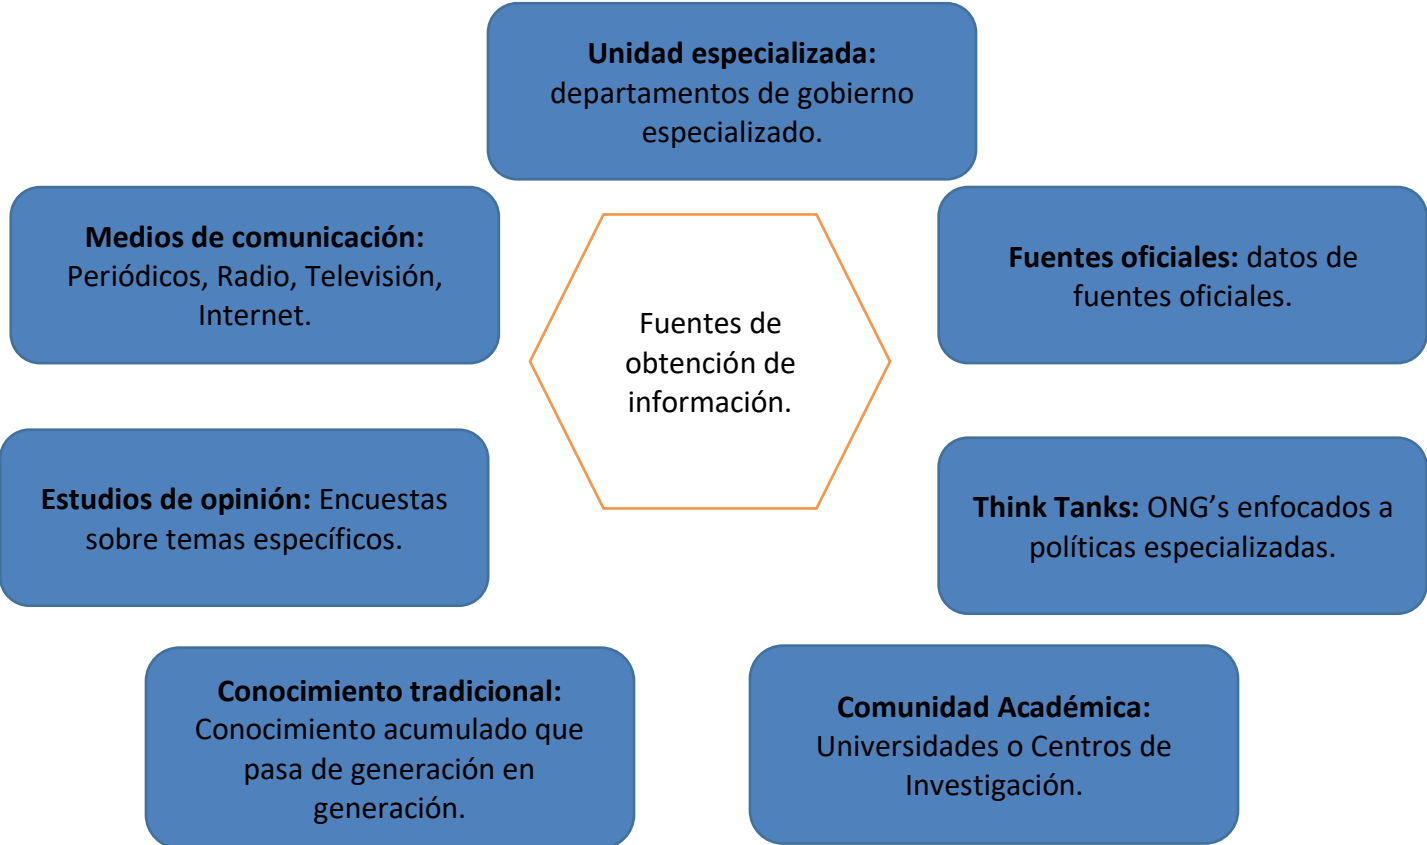 Unidad especializada:
departamentos de gobierno
especializado.
Medios de comunicación:
Periódicos, Radio, Televisión,
Internet.
Fuentes oficiales: datos de
fuentes oficiales.
Fuentes de
obtención de
información.
Estudios de opinión: Encuestas
sobre temas específicos.
Think Tanks: ONG’s enfocados a
políticas especializadas.
Conocimiento tradicional:
Conocimiento acumulado que
pasa de generación en
generación.
Comunidad Académica:
Universidades o Centros de
Investigación.